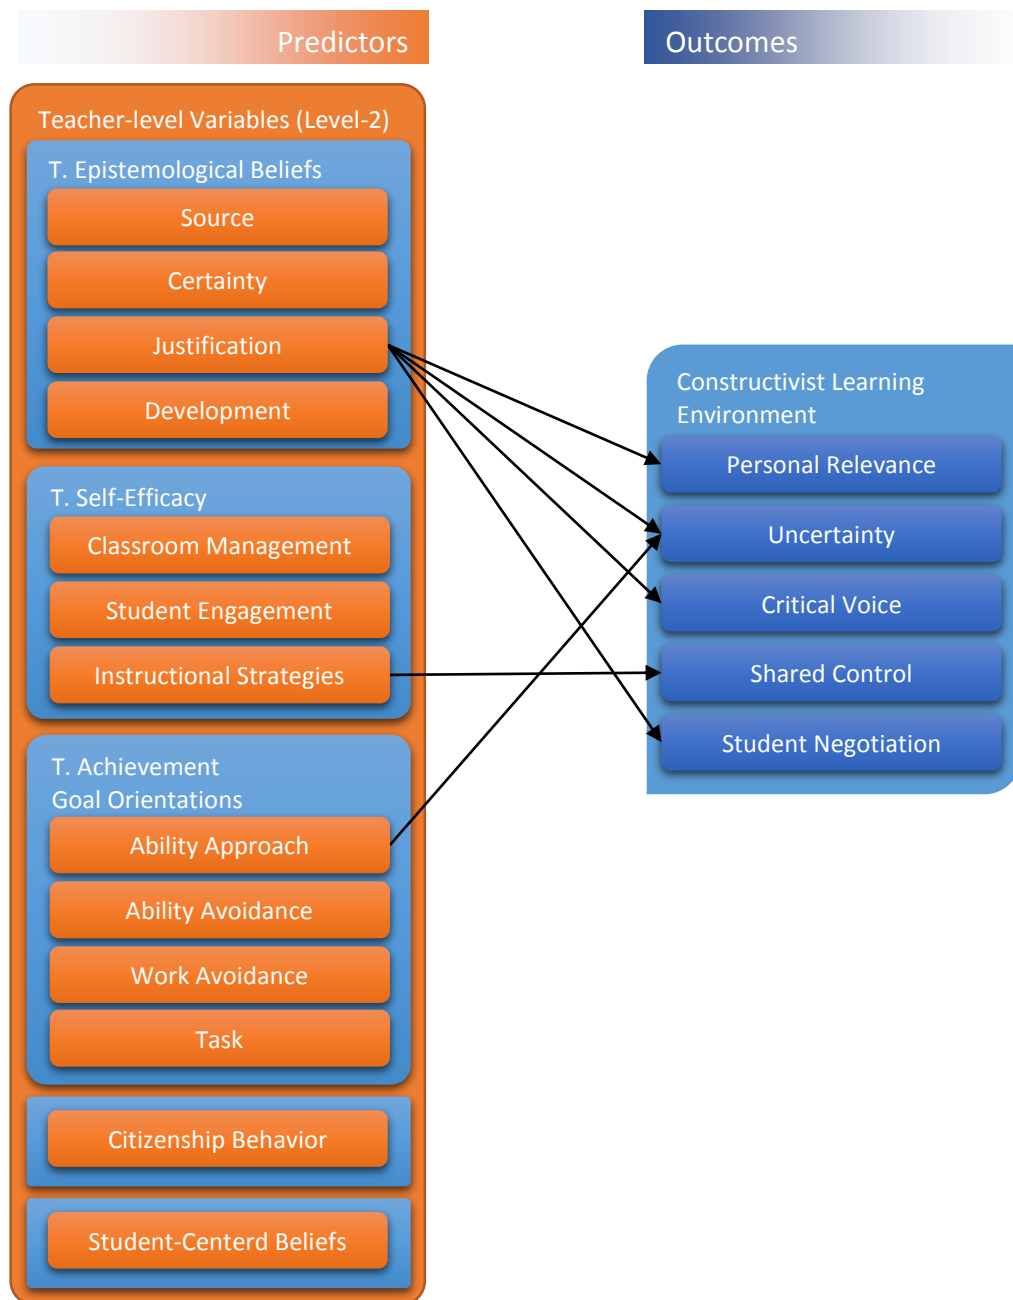 Predictors
Outcomes
Teacher-level Variables (Level-2)
T. Epistemological Beliefs
Source
Certainty
Justification
Development
T. Self-Efficacy
Classroom Management
Student Engagement
Instructional Strategies
T. Achievement
Goal Orientations
Ability Approach
Ability Avoidance
Work Avoidance
Task
Citizenship Behavior
Student-Centerd Beliefs
Constructivist Learning
Environment
Personal Relevance
Uncertainty
Critical Voice
Shared Control
Student Negotiation